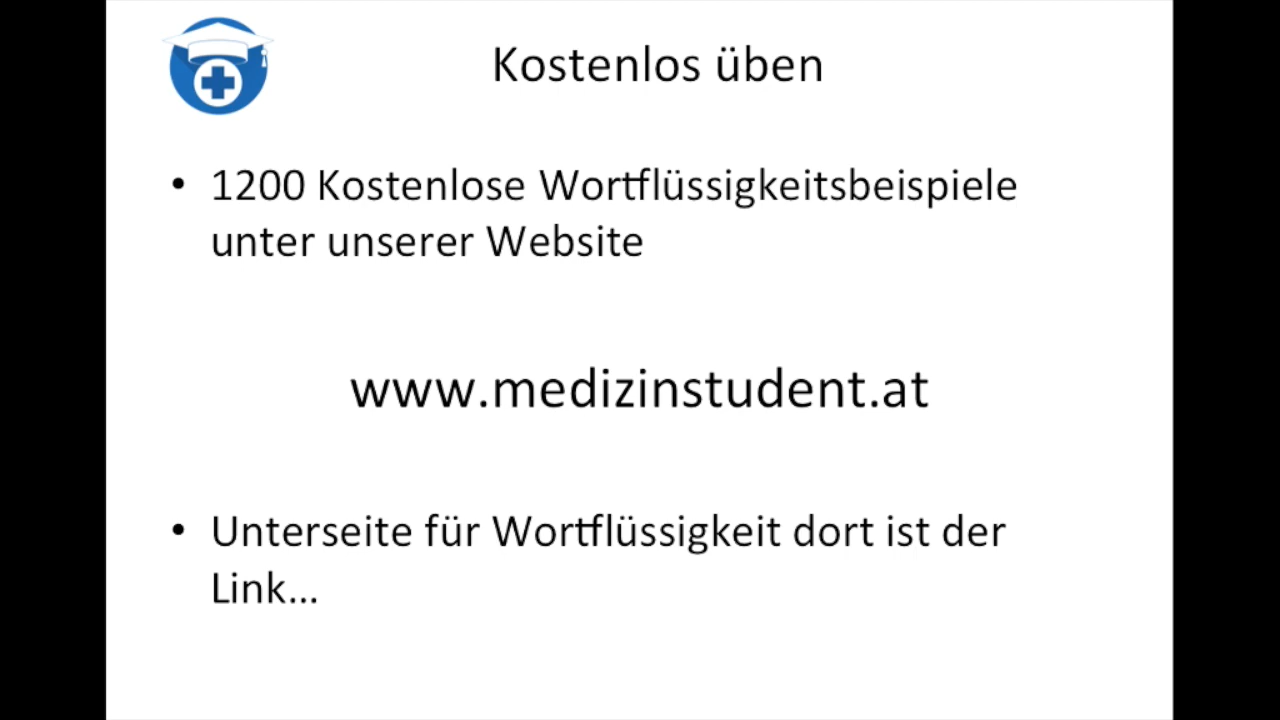 Kostenlos üben
• 1200 Kostenlose Wortflüssigkeitsbeispiele
unter unserer Website
www.medizinstudent.at
• Unterseite für Wortflüssigkeit dort ist der
Link...